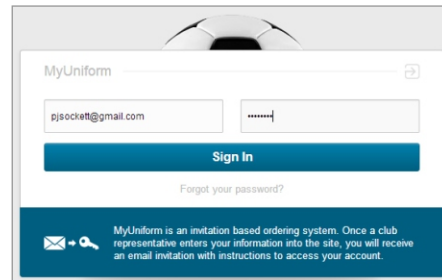 MyUniform
pjsockett@gmail.com ••••••••
Sign In
Forgot your password?
MyUniform is an invitation based ordering system. Once a club
representative enters your information into the site, you will receive
an email invitation with instructions to access your account.